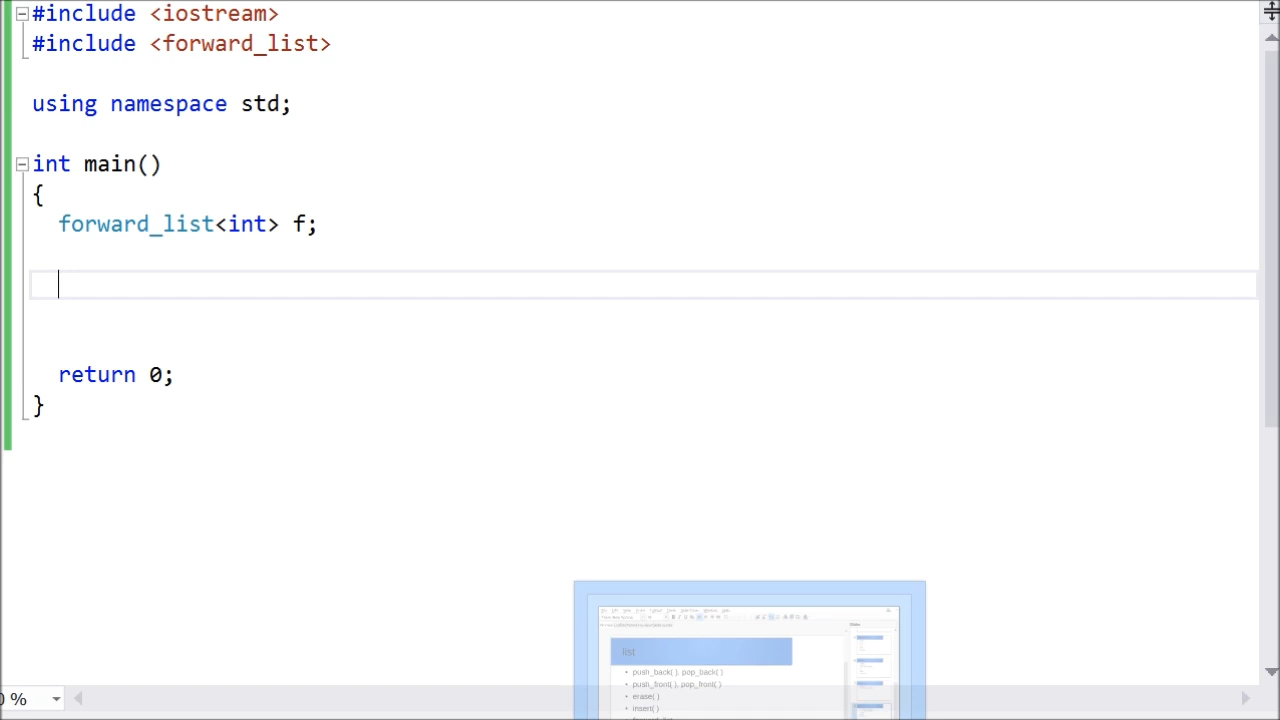 #include <iostream>
#include <forward_list>
using namespace std;
int main()
{
forward_list<int> f;
return 0;
}
list
• push_back( ), pop_back( )
• push_front( ), pop_front( )
• erase( )
• insert( )
0 %